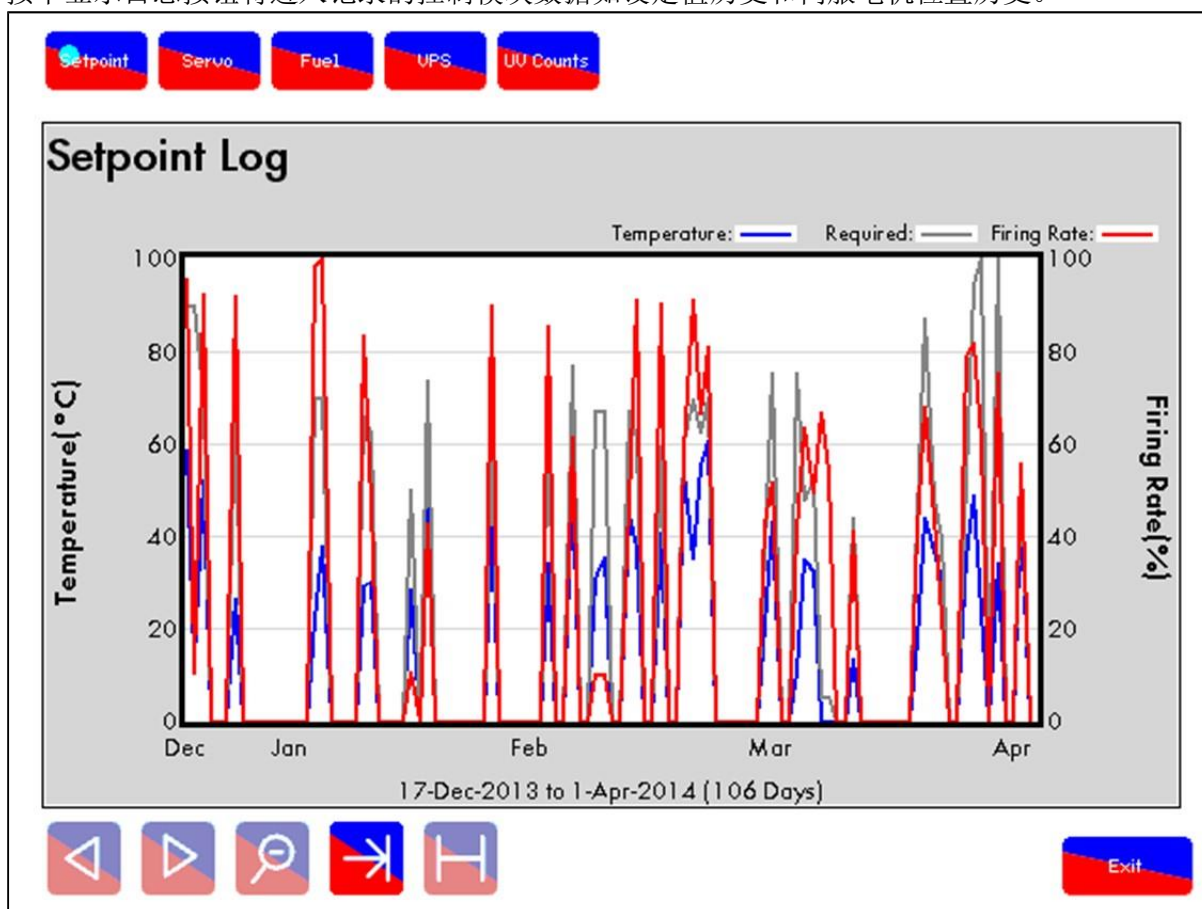 Setpoint Servo Fuel VPS UV Counts
Setpoint Log
Temperature: Required: Firing Rate:
100 100
80 80
60 60
40 40
20 20
0 0
Temperature(°C)
Firing Rate(%)
Dec Jan Feb Mar Apr
17-Dec-2013 to 1-Apr-2014 (106 Days)
Exit